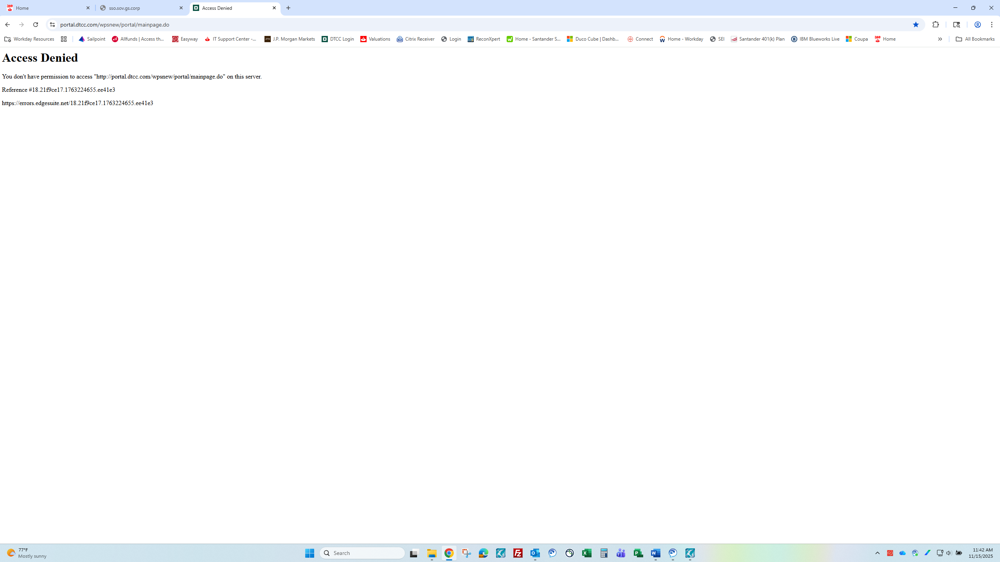 Home
sso.sov.gs.corp
Access Denied
portal.dtcc.com/wpsnew/portal/mainpage.do
Workday Resources
Sailpoint
Allfunds | Access th...
Easyway
IT Support Center -...
J.P. Morgan Markets
DTCC Login
Valuations
Citrix Receiver
Login
ReconXpert
Home - Santander S...
Duco Cube | Dashb...
Connect
Home - Workday
SEI
Santander 401(k) Plan
IBM Blueworks Live
Coupa
Home
All Bookmarks
Access Denied
You don't have permission to access "http://portal.dtcc.com/wpsnew/portal/mainpage.do" on this server.
Reference #18.21f9ce17.1763224655.ee41e3
https://errors.edgesuite.net/18.21f9ce17.1763224655.ee41e3
77°F
Mostly sunny
Search
11:42 AM
11/15/2025